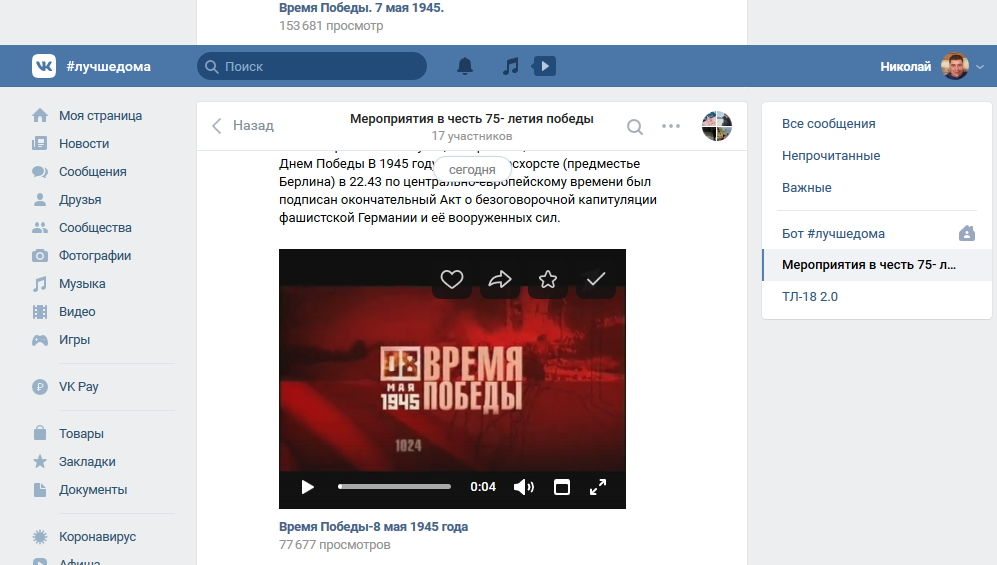 Время Победы. 7 мая 1945.
153 681 просмотр
#лучшедома
Поиск
Николай
Моя страница
Новости
Сообщения
Друзья
Сообщества
Фотографии
Музыка
Видео
Игры
VK Pay
Товары
Закладки
Документы
Коронавирус
Афиша
Назад
Мероприятия в честь 75- летия победы
17 участников
сегодня
Днем Победы В 1945 году
схорсте (предместье
Берлина) в 22.43 по центрально-европейскому времени был
подписан окончательный Акт о безоговорочной капитуляции
фашистской Германии и её вооруженных сил.
08 ВРЕМЯ
МАЯ
1945 ПОБЕДЫ
1024
0:04
Время Победы-8 мая 1945 года
77 677 просмотров
Все сообщения
Непрочитанные
Важные
Бот #лучшедома
Мероприятия в честь 75- л...
ТЛ-18 2.0